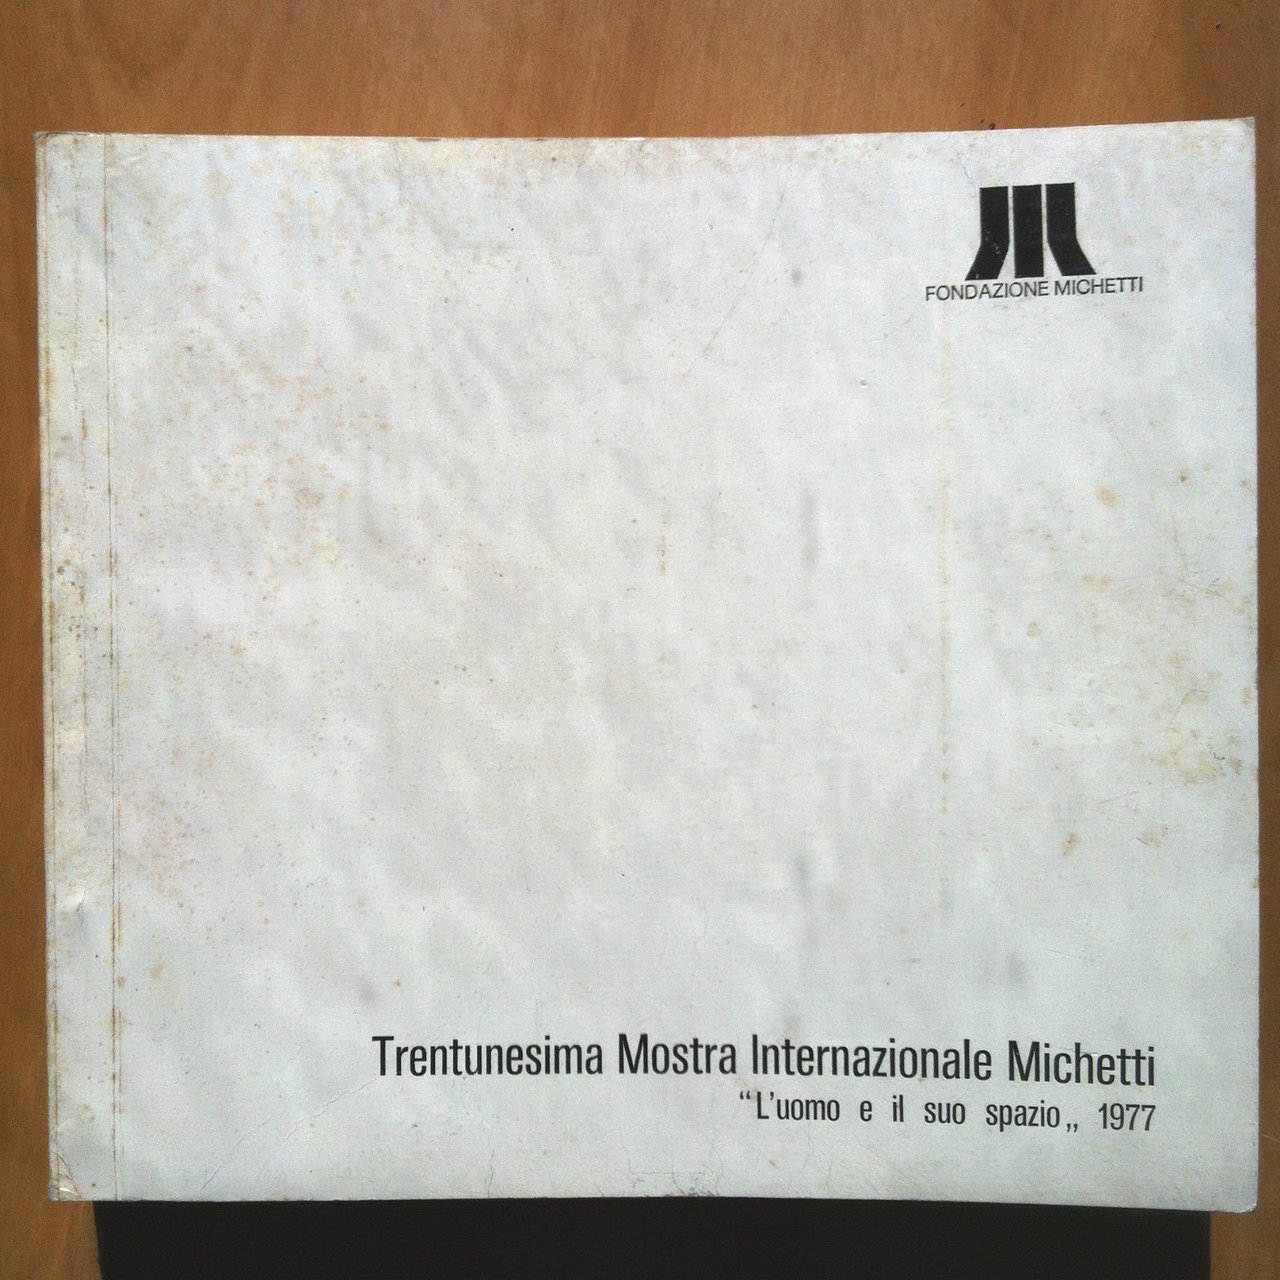 FONDAZIONE MICHETTI
Trentunesima Mostra Internazionale Michetti
“L'uomo e il suo spazio„ 1977